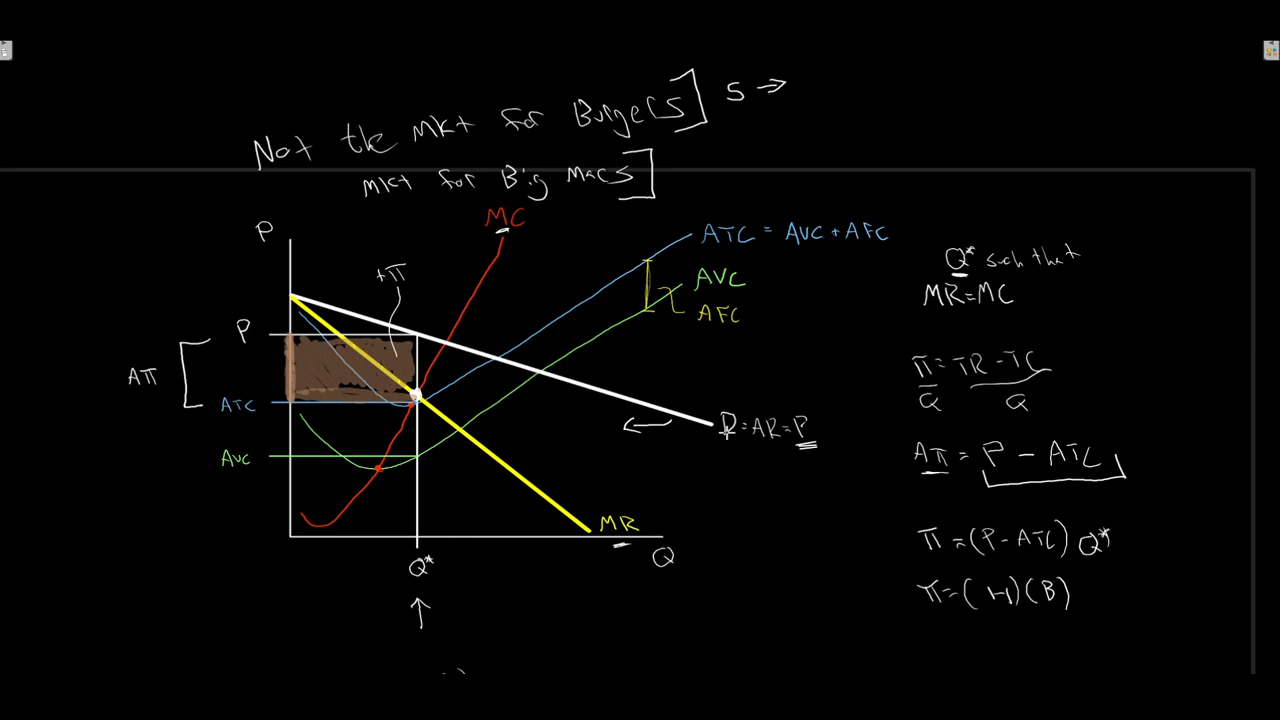 Not the Mkt for Burgers] S →
Mkt for Big Macs]
MC
P
ATC = AVC + AFC
+π
Q* such that
AVC
MR=MC
AFC
P
π = TR - TC
Q Q
Aπ
ATC
D=AR=P
Aπ = P - ATC
AVC
MR
π = (P-ATC) Q*
Q
Q*
π = (H)(B)